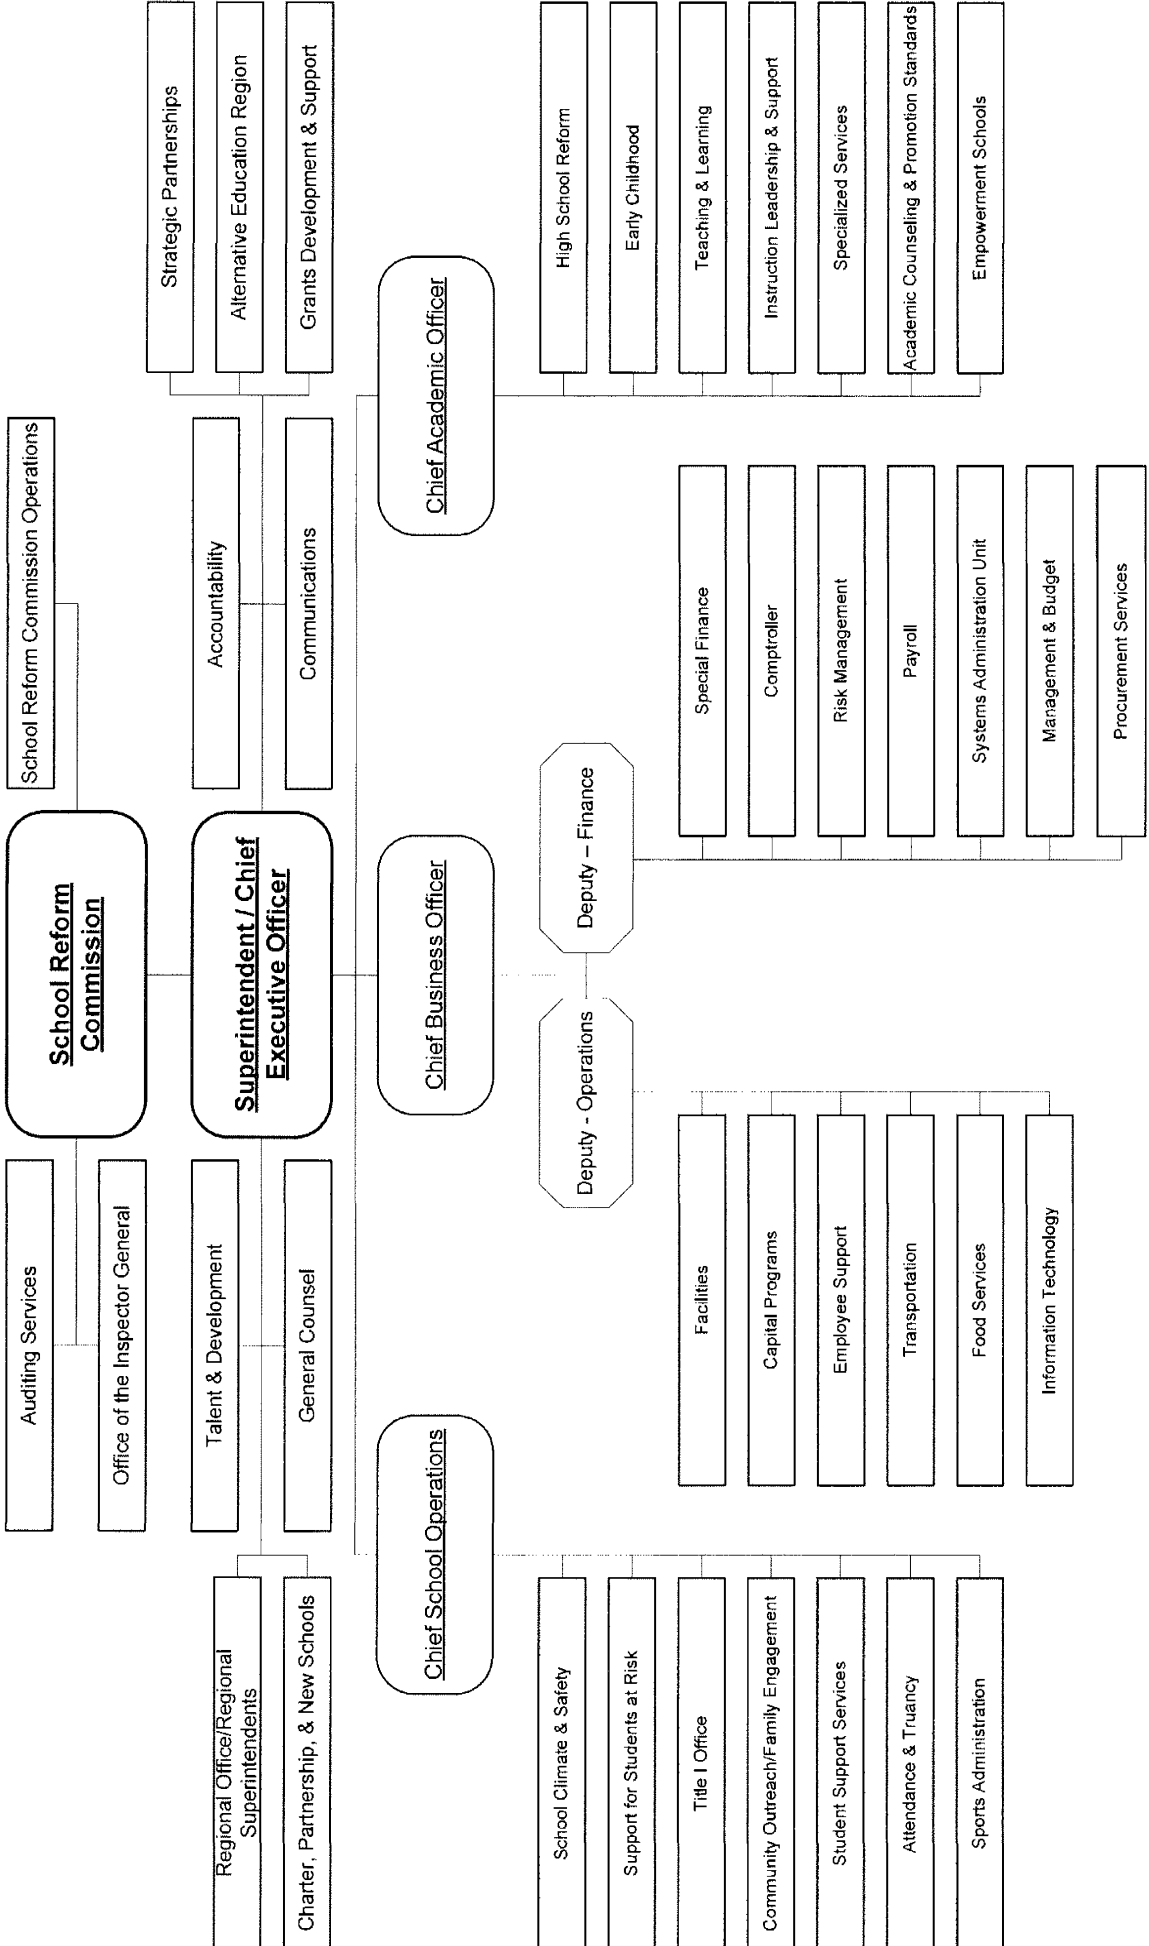 Auditing Services
Office of the Inspector General
School Reform
Commission
School Reform Commission Operations
Regional Office/Regional
Superintendents
Charter, Partnership, & New Schools
Talent & Development
General Counsel
Superintendent / Chief
Executive Officer
Accountability
Communications
Strategic Partnerships
Alternative Education Region
Grants Development & Support
Chief School Operations
Chief Business Officer
Chief Academic Officer
School Climate & Safety
Support for Students at Risk
Title I Office
Community Outreach/Family Engagement
Student Support Services
Attendance & Truancy
Sports Administration
Deputy - Operations
Facilities
Capital Programs
Employee Support
Transportation
Food Services
Information Technology
Deputy – Finance
Special Finance
Comptroller
Risk Management
Payroll
Systems Administration Unit
Management & Budget
Procurement Services
High School Reform
Early Childhood
Teaching & Learning
Instruction Leadership & Support
Specialized Services
Academic Counseling & Promotion Standards
Empowerment Schools